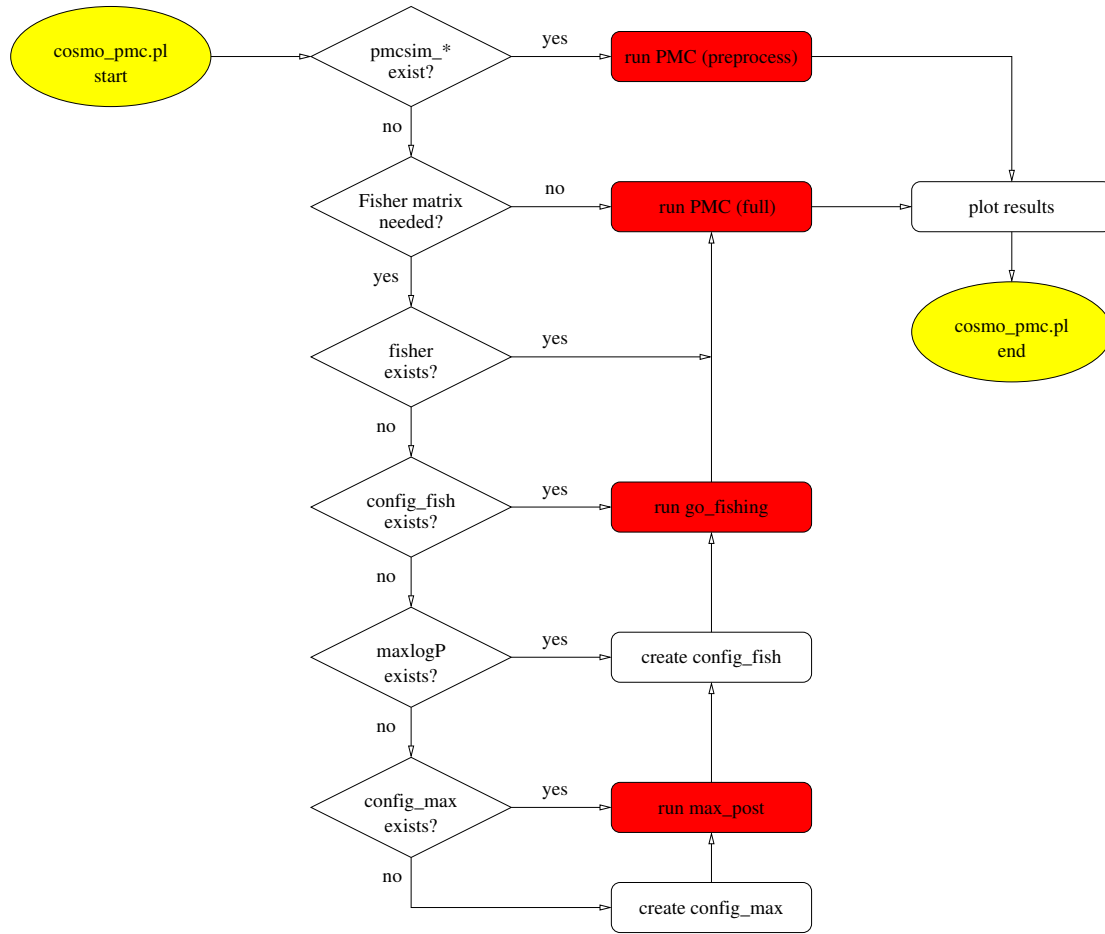 cosmo_pmc.pl
start
pmcsim_*
exist?
yes
run PMC (preprocess)
no
Fisher matrix
needed?
no
run PMC (full)
plot results
yes
cosmo_pmc.pl
end
fisher
exists?
yes
no
config_fish
exists?
yes
run go_fishing
no
maxlogP
exists?
yes
create config_fish
no
config_max
exists?
yes
run max_post
no
create config_max